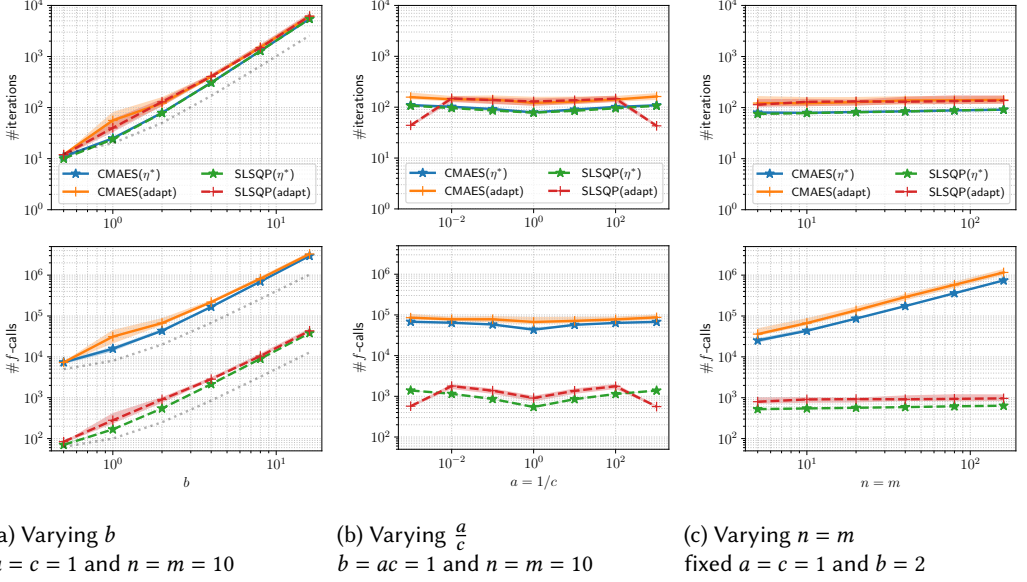 10^4
10^3
10^2
10^1
10^0
#iterations
CMAES(η*)
CMAES(adapt)
SLSQP(η*)
SLSQP(adapt)
10^0
10^1
10^4
10^3
10^2
10^1
10^0
#iterations
CMAES(η*)
CMAES(adapt)
SLSQP(η*)
SLSQP(adapt)
10^-2
10^0
10^2
10^4
10^3
10^2
10^1
10^0
#iterations
CMAES(η*)
CMAES(adapt)
SLSQP(η*)
SLSQP(adapt)
10^1
10^2
10^6
10^5
10^4
10^3
10^2
# f-calls
10^0
10^1
b
10^6
10^5
10^4
10^3
10^2
# f-calls
10^-2
10^0
10^2
a = 1/c
10^6
10^5
10^4
10^3
10^2
# f-calls
10^1
10^2
n = m
a) Varying b
= c = 1 and n = m = 10
(b) Varying a/c
b = ac = 1 and n = m = 10
(c) Varying n = m
fixed a = c = 1 and b = 2